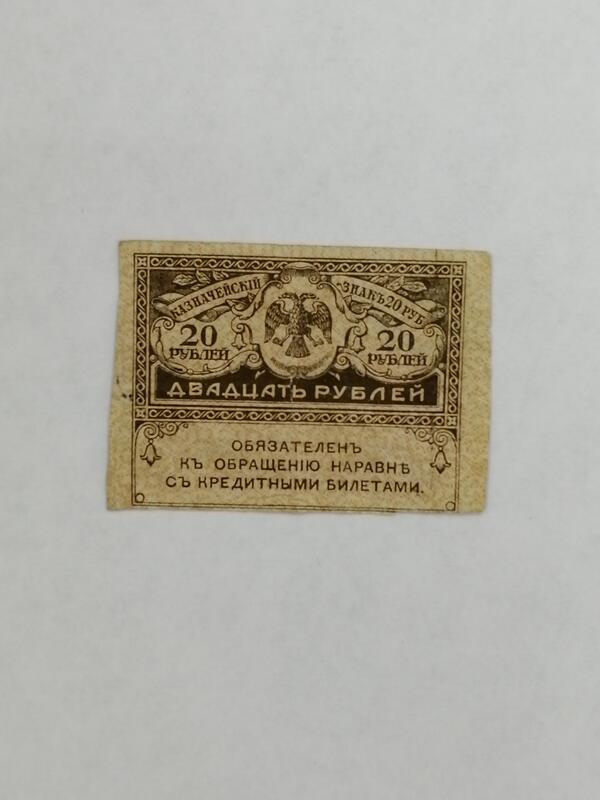 КАЗНАЧЕЙСКІЙ ЗНАКЪ 20 РУБ.
20 РУБЛЕЙ
20 РУБЛЕЙ
ДВАДЦАТЬ РУБЛЕЙ
ОБЯЗАТЕЛЕНЪ
КЪ ОБРАЩЕНІЮ НАРАВНѢ
СЪ КРЕДИТНЫМИ БИЛЕТАМИ.